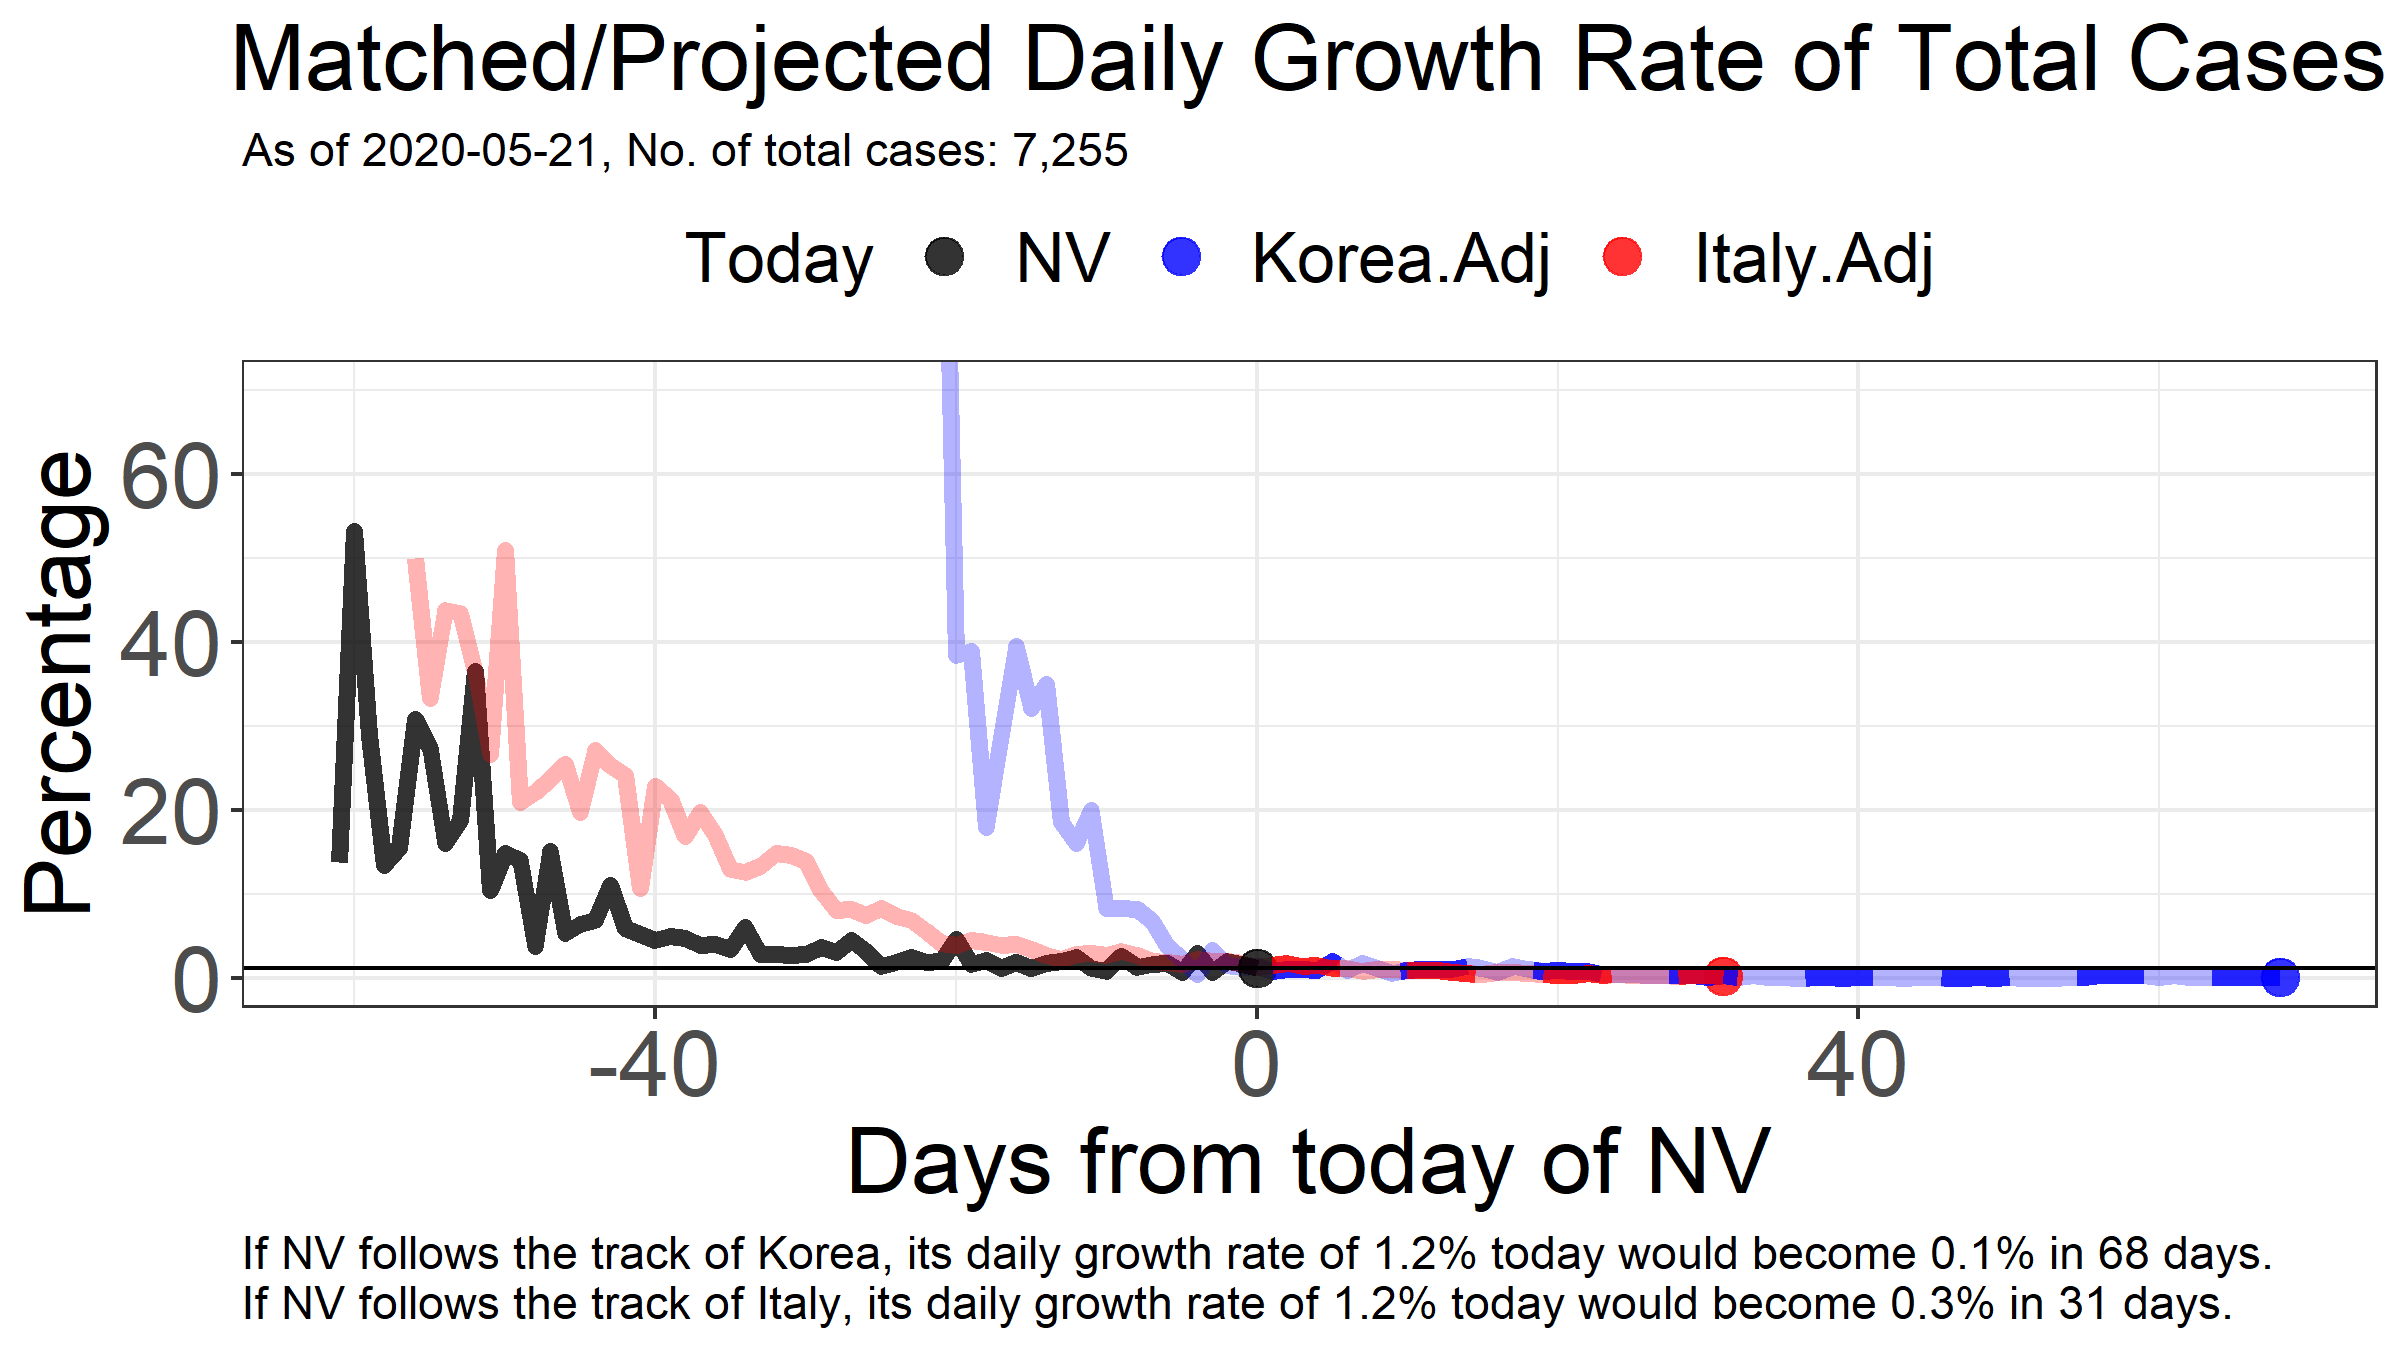 Matched/Projected Daily Growth Rate of Total Cases
As of 2020-05-21, No. of total cases: 7,255
Today NV Korea.Adj Italy.Adj
Percentage
60
40
20
0
-40 0 40
Days from today of NV
If NV follows the track of Korea, its daily growth rate of 1.2% today would become 0.1% in 68 days.
If NV follows the track of Italy, its daily growth rate of 1.2% today would become 0.3% in 31 days.